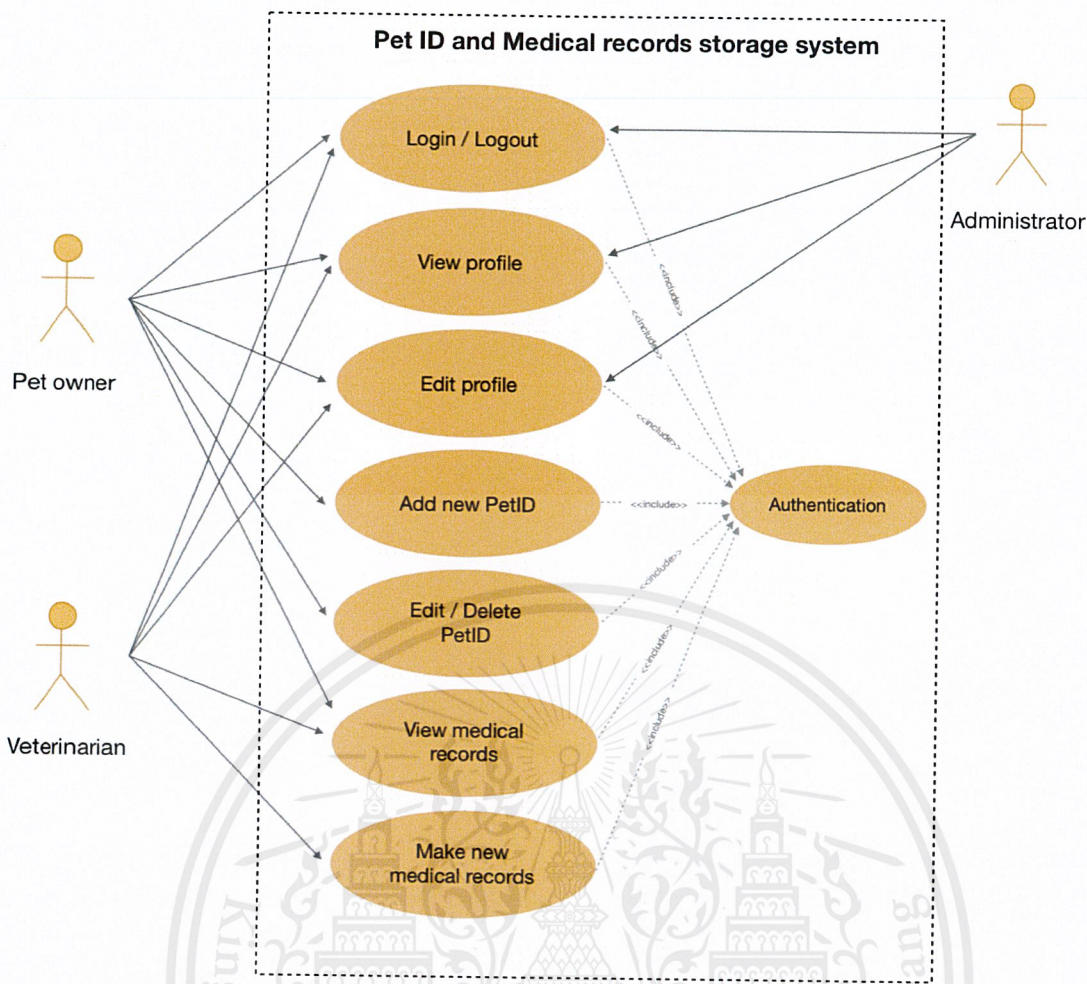 Pet ID and Medical records storage system
Login / Logout
Administrator
View profile
<<include>>
<<include>>
Pet owner
Edit profile
<<include>>
Add new PetID
<<include>>
Authentication
Edit / Delete
PetID
<<include>>
Veterinarian
View medical
records
<<include>>
<<include>>
Make new
medical records